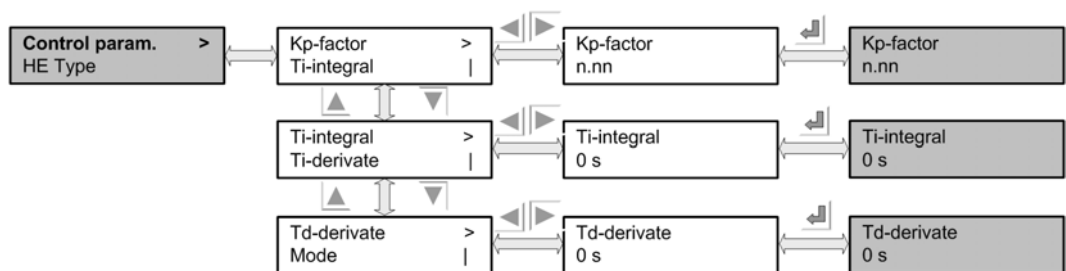 Control param. >
HE Type
Kp-factor >
Ti-integral |
Kp-factor
n.nn
Kp-factor
n.nn
Ti-integral >
Ti-derivate |
Ti-integral
0 s
Ti-integral
0 s
Td-derivate >
Mode |
Td-derivate
0 s
Td-derivate
0 s